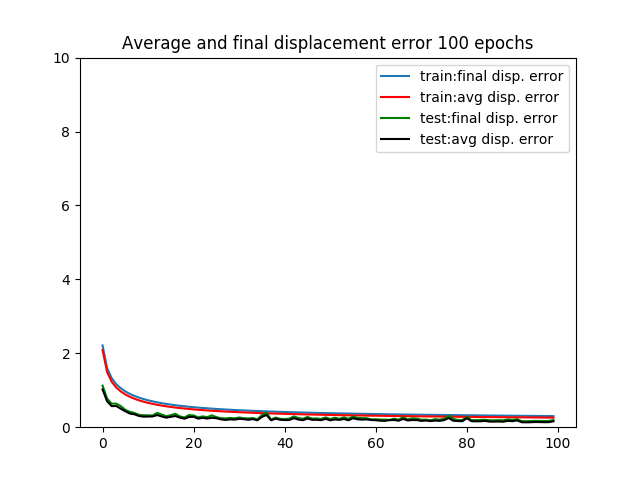 Average and final displacement error 100 epochs
10
8
6
4
2
0
train:final disp. error
train:avg disp. error
test:final disp. error
test:avg disp. error
0 20 40 60 80 100